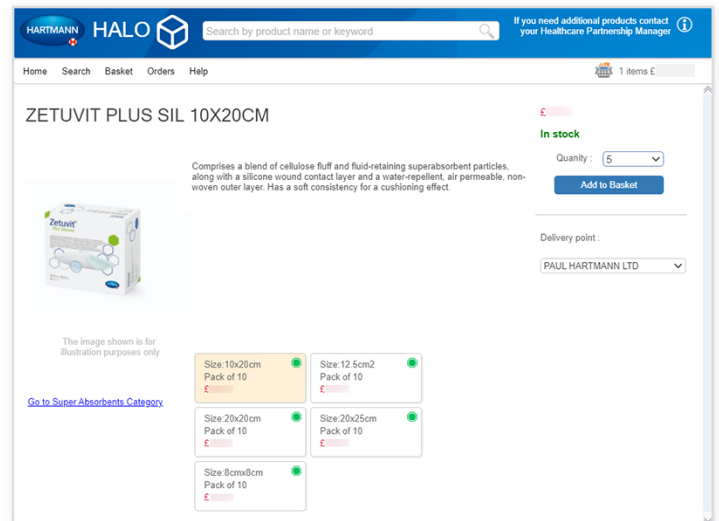 HARTMANN HALO
Search by product name or keyword
If you need additional products contact
your Healthcare Partnership Manager
Home Search Basket Orders Help
1 items £
ZETUVIT PLUS SIL 10X20CM
£
In stock
Quanity :
5
Add to Basket
Comprises a blend of cellulose fluff and fluid-retaining superabsorbent particles,
along with a silicone wound contact layer and a water-repellent, air permeable, non-
woven outer layer. Has a soft consistency for a cushioning effect.
Zetuvit®
Plus Silicone
Delivery point :
PAUL HARTMANN LTD
The image shown is for
illustration purposes only
Go to Super Absorbents Category
Size:10x20cm
Pack of 10
£
Size:12.5cm2
Pack of 10
£
Size:20x20cm
Pack of 10
£
Size:20x25cm
Pack of 10
£
Size:8cmx8cm
Pack of 10
£